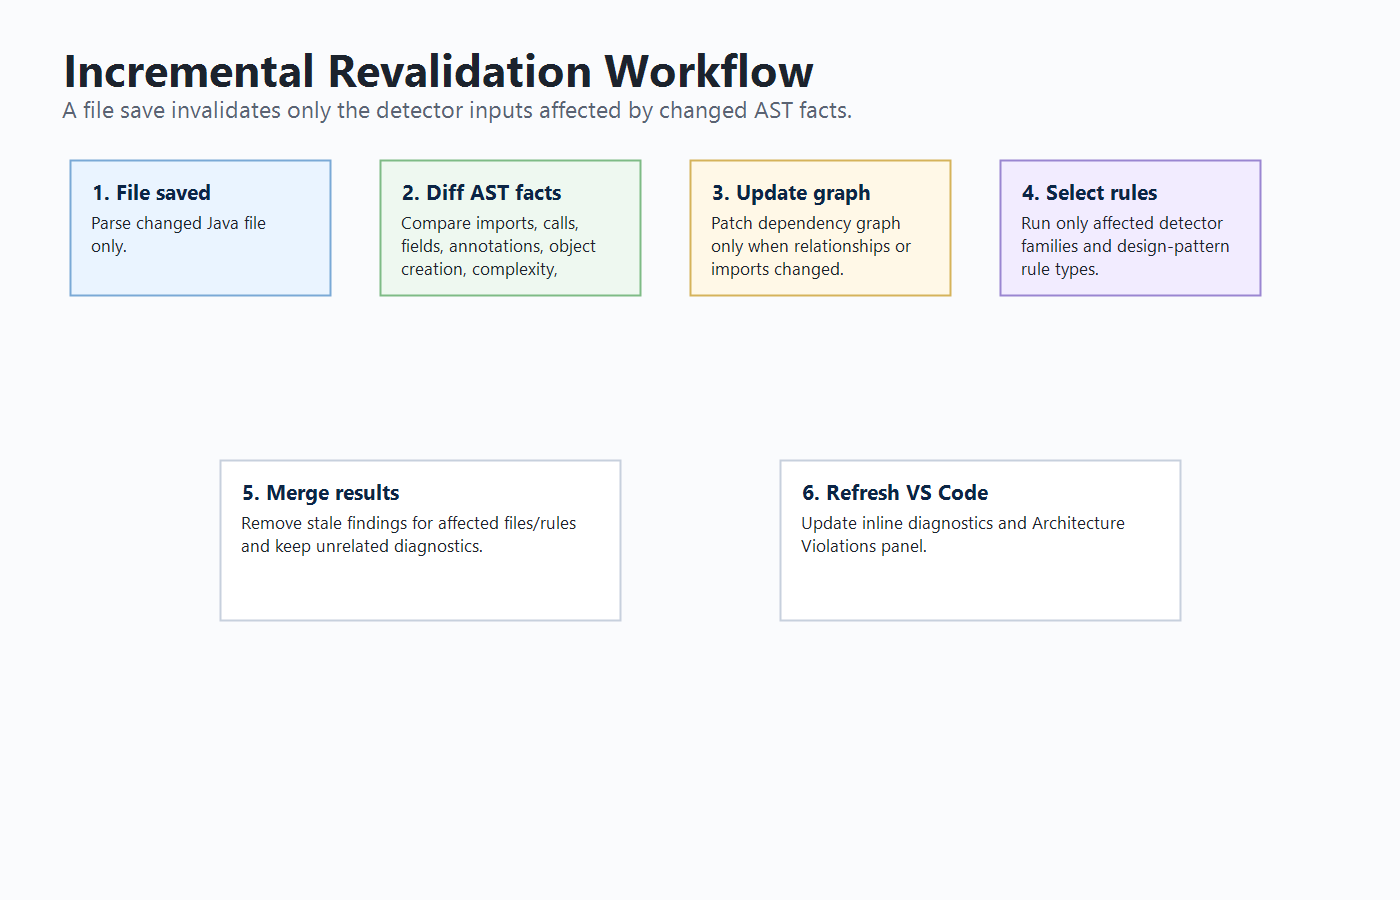 Incremental Revalidation Workflow
A file save invalidates only the detector inputs affected by changed AST facts.
1. File saved
Parse changed Java file
only.
2. Diff AST facts
Compare imports, calls,
fields, annotations, object
creation, complexity,
3. Update graph
Patch dependency graph
only when relationships or
imports changed.
4. Select rules
Run only affected detector
families and design-pattern
rule types.
5. Merge results
Remove stale findings for affected files/rules
and keep unrelated diagnostics.
6. Refresh VS Code
Update inline diagnostics and Architecture
Violations panel.